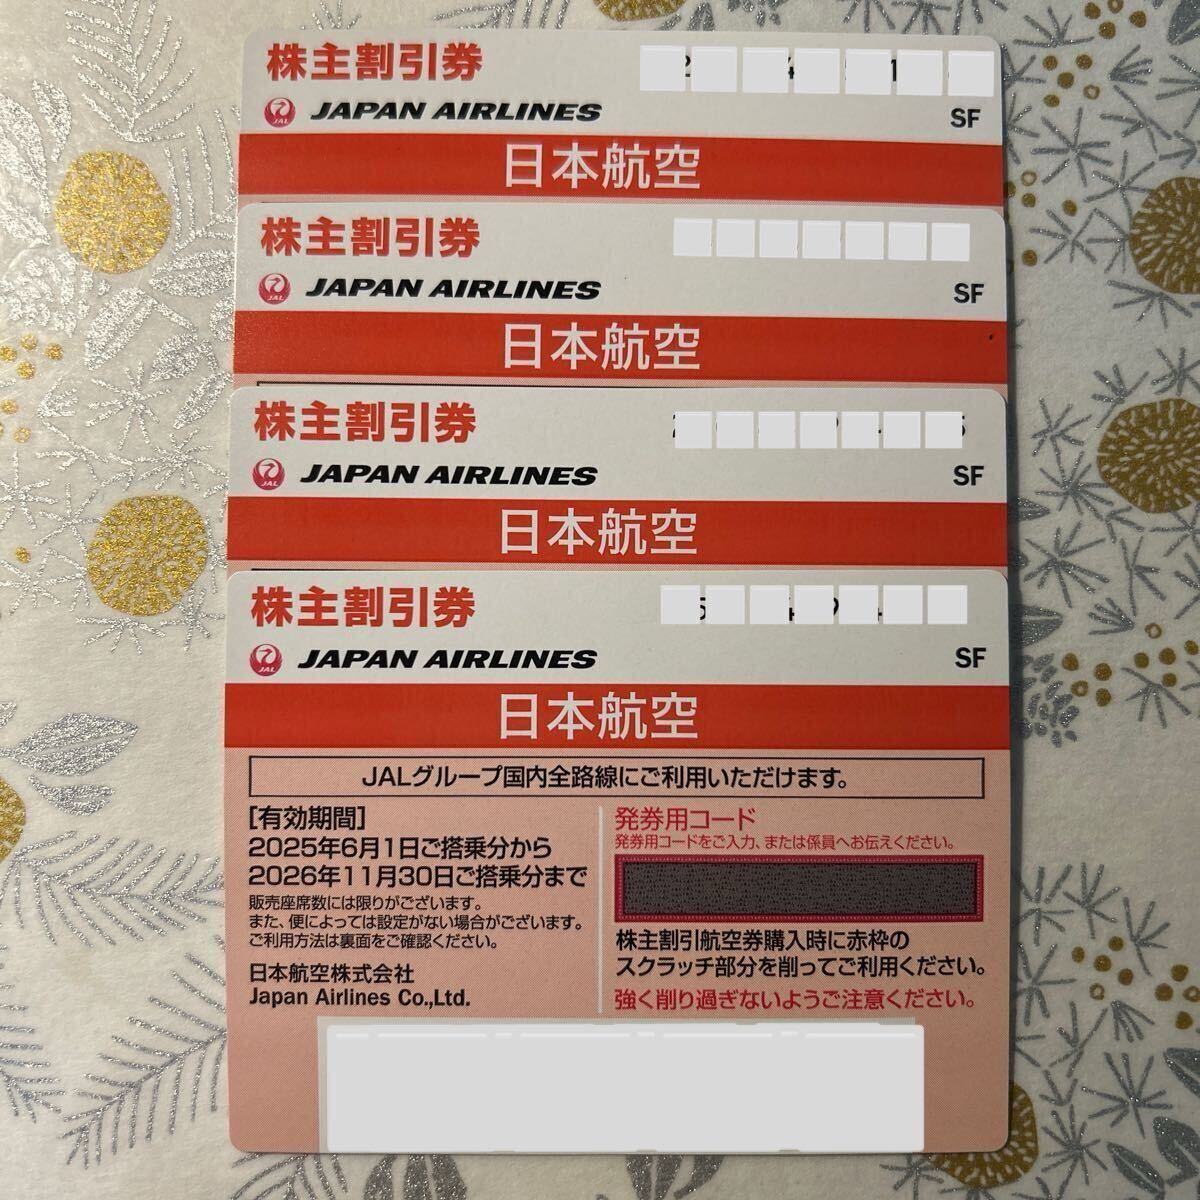 株主割引券
JAL JAPAN AIRLINES
SF
日本航空
株主割引券
JAL JAPAN AIRLINES
SF
日本航空
株主割引券
JAL JAPAN AIRLINES
SF
日本航空
株主割引券
JAL JAPAN AIRLINES
SF
日本航空
JALグループ国内全路線にご利用いただけます。
[有効期間]
2025年6月1日ご搭乗分から
2026年11月30日ご搭乗分まで
販売座席数には限りがございます。
また、便によっては設定がない場合がございます。
ご利用方法は裏面をご確認ください。
日本航空株式会社
Japan Airlines Co.,Ltd.
発券用コード
発券用コードをご入力、または係員へお伝えください。
株主割引航空券購入時に赤枠の
スクラッチ部分を削ってご利用ください。
強く削り過ぎないようご注意ください。